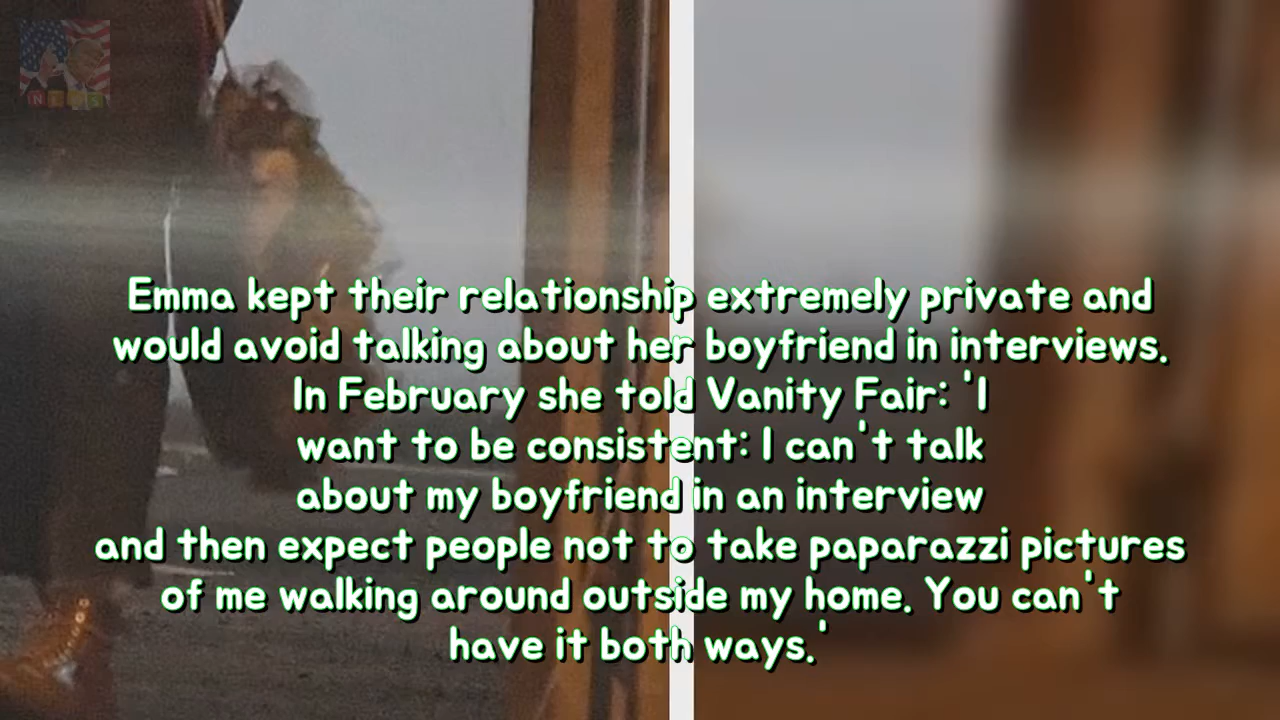 NEWS
Emma kept their relationship extremely private and
would avoid talking about her boyfriend in interviews.
In February she told Vanity Fair: 'I
want to be consistent: I can't talk
about my boyfriend in an interview
and then expect people not to take paparazzi pictures
of me walking around outside my home. You can't
have it both ways.'